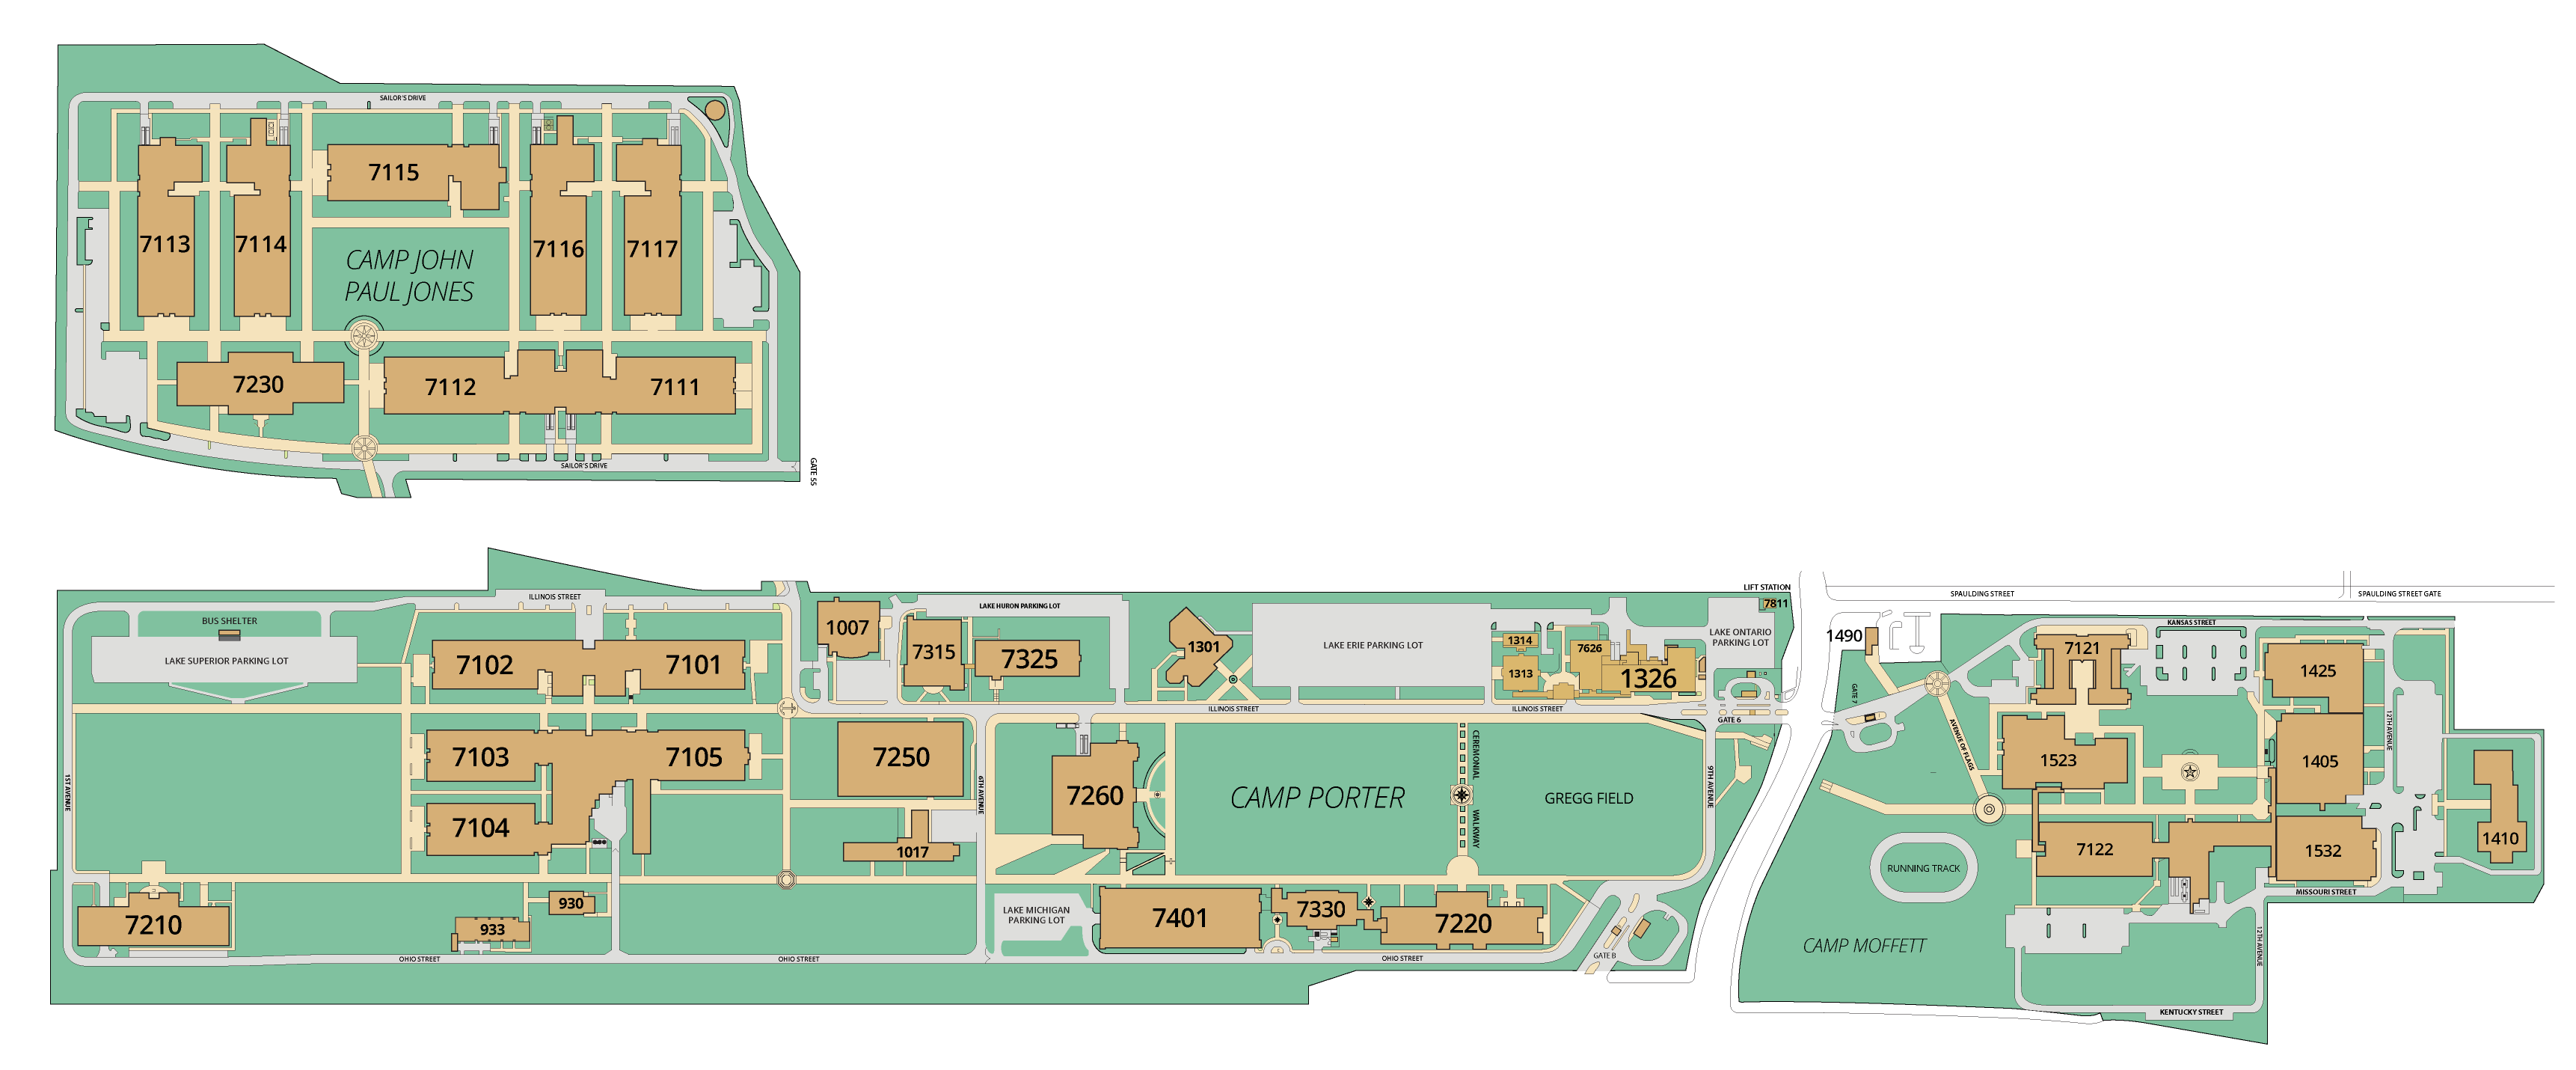 SAILOR'S DRIVE
7115
7113
7114
7116
7117
CAMP JOHN
PAUL JONES
7230
7112
7111
SAILOR'S DRIVE
GATE 55
ILLINOIS STREET
BUS SHELTER
LAKE SUPERIOR PARKING LOT
7102
7101
1007
LAKE HURON PARKING LOT
7315
7325
1301
LAKE ERIE PARKING LOT
1314
1313
7626
1326
LIFT STATION
7811
LAKE ONTARIO
PARKING LOT
ILLINOIS STREET
ILLINOIS STREET
GATE 6
1ST AVENUE
7103
7105
7104
7250
6TH AVENUE
1017
7260
CAMP PORTER
CEREMONIAL
WALKWAY
GREGG FIELD
9TH AVENUE
7210
930
933
LAKE MICHIGAN
PARKING LOT
7401
7330
7220
OHIO STREET
OHIO STREET
OHIO STREET
GATE B
SPAULDING STREET
SPAULDING STREET GATE
1490
KANSAS STREET
7121
1425
GATE 7
AVENUE OF FLAGS
12TH AVENUE
1523
1405
1410
RUNNING TRACK
7122
1532
MISSOURI STREET
CAMP MOFFETT
12TH AVENUE
KENTUCKY STREET